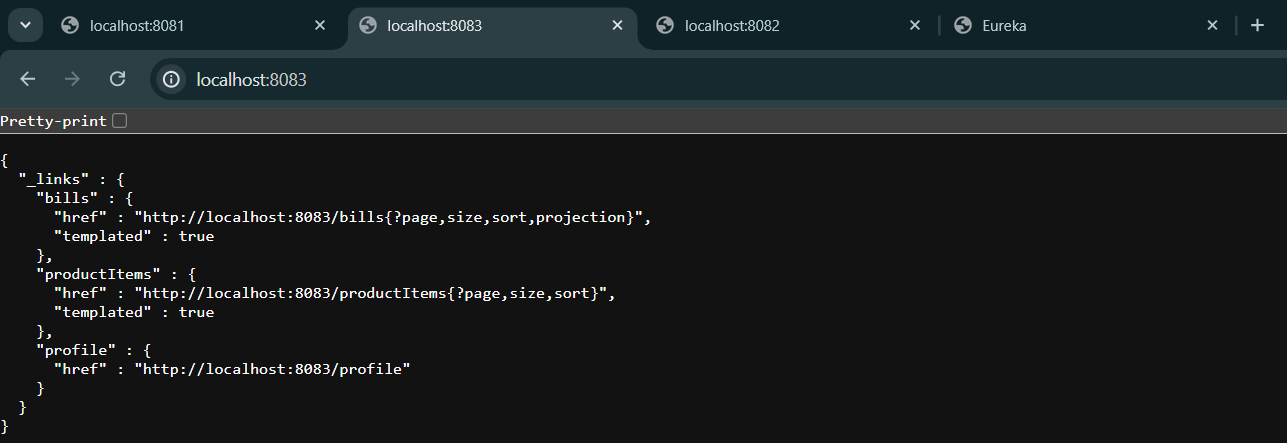 localhost:8081
localhost:8083
localhost:8082
Eureka
localhost:8083
Pretty-print
{
  "_links" : {
    "bills" : {
      "href" : "http://localhost:8083/bills{?page,size,sort,projection}",
      "templated" : true
    },
    "productItems" : {
      "href" : "http://localhost:8083/productItems{?page,size,sort}",
      "templated" : true
    },
    "profile" : {
      "href" : "http://localhost:8083/profile"
    }
  }
}